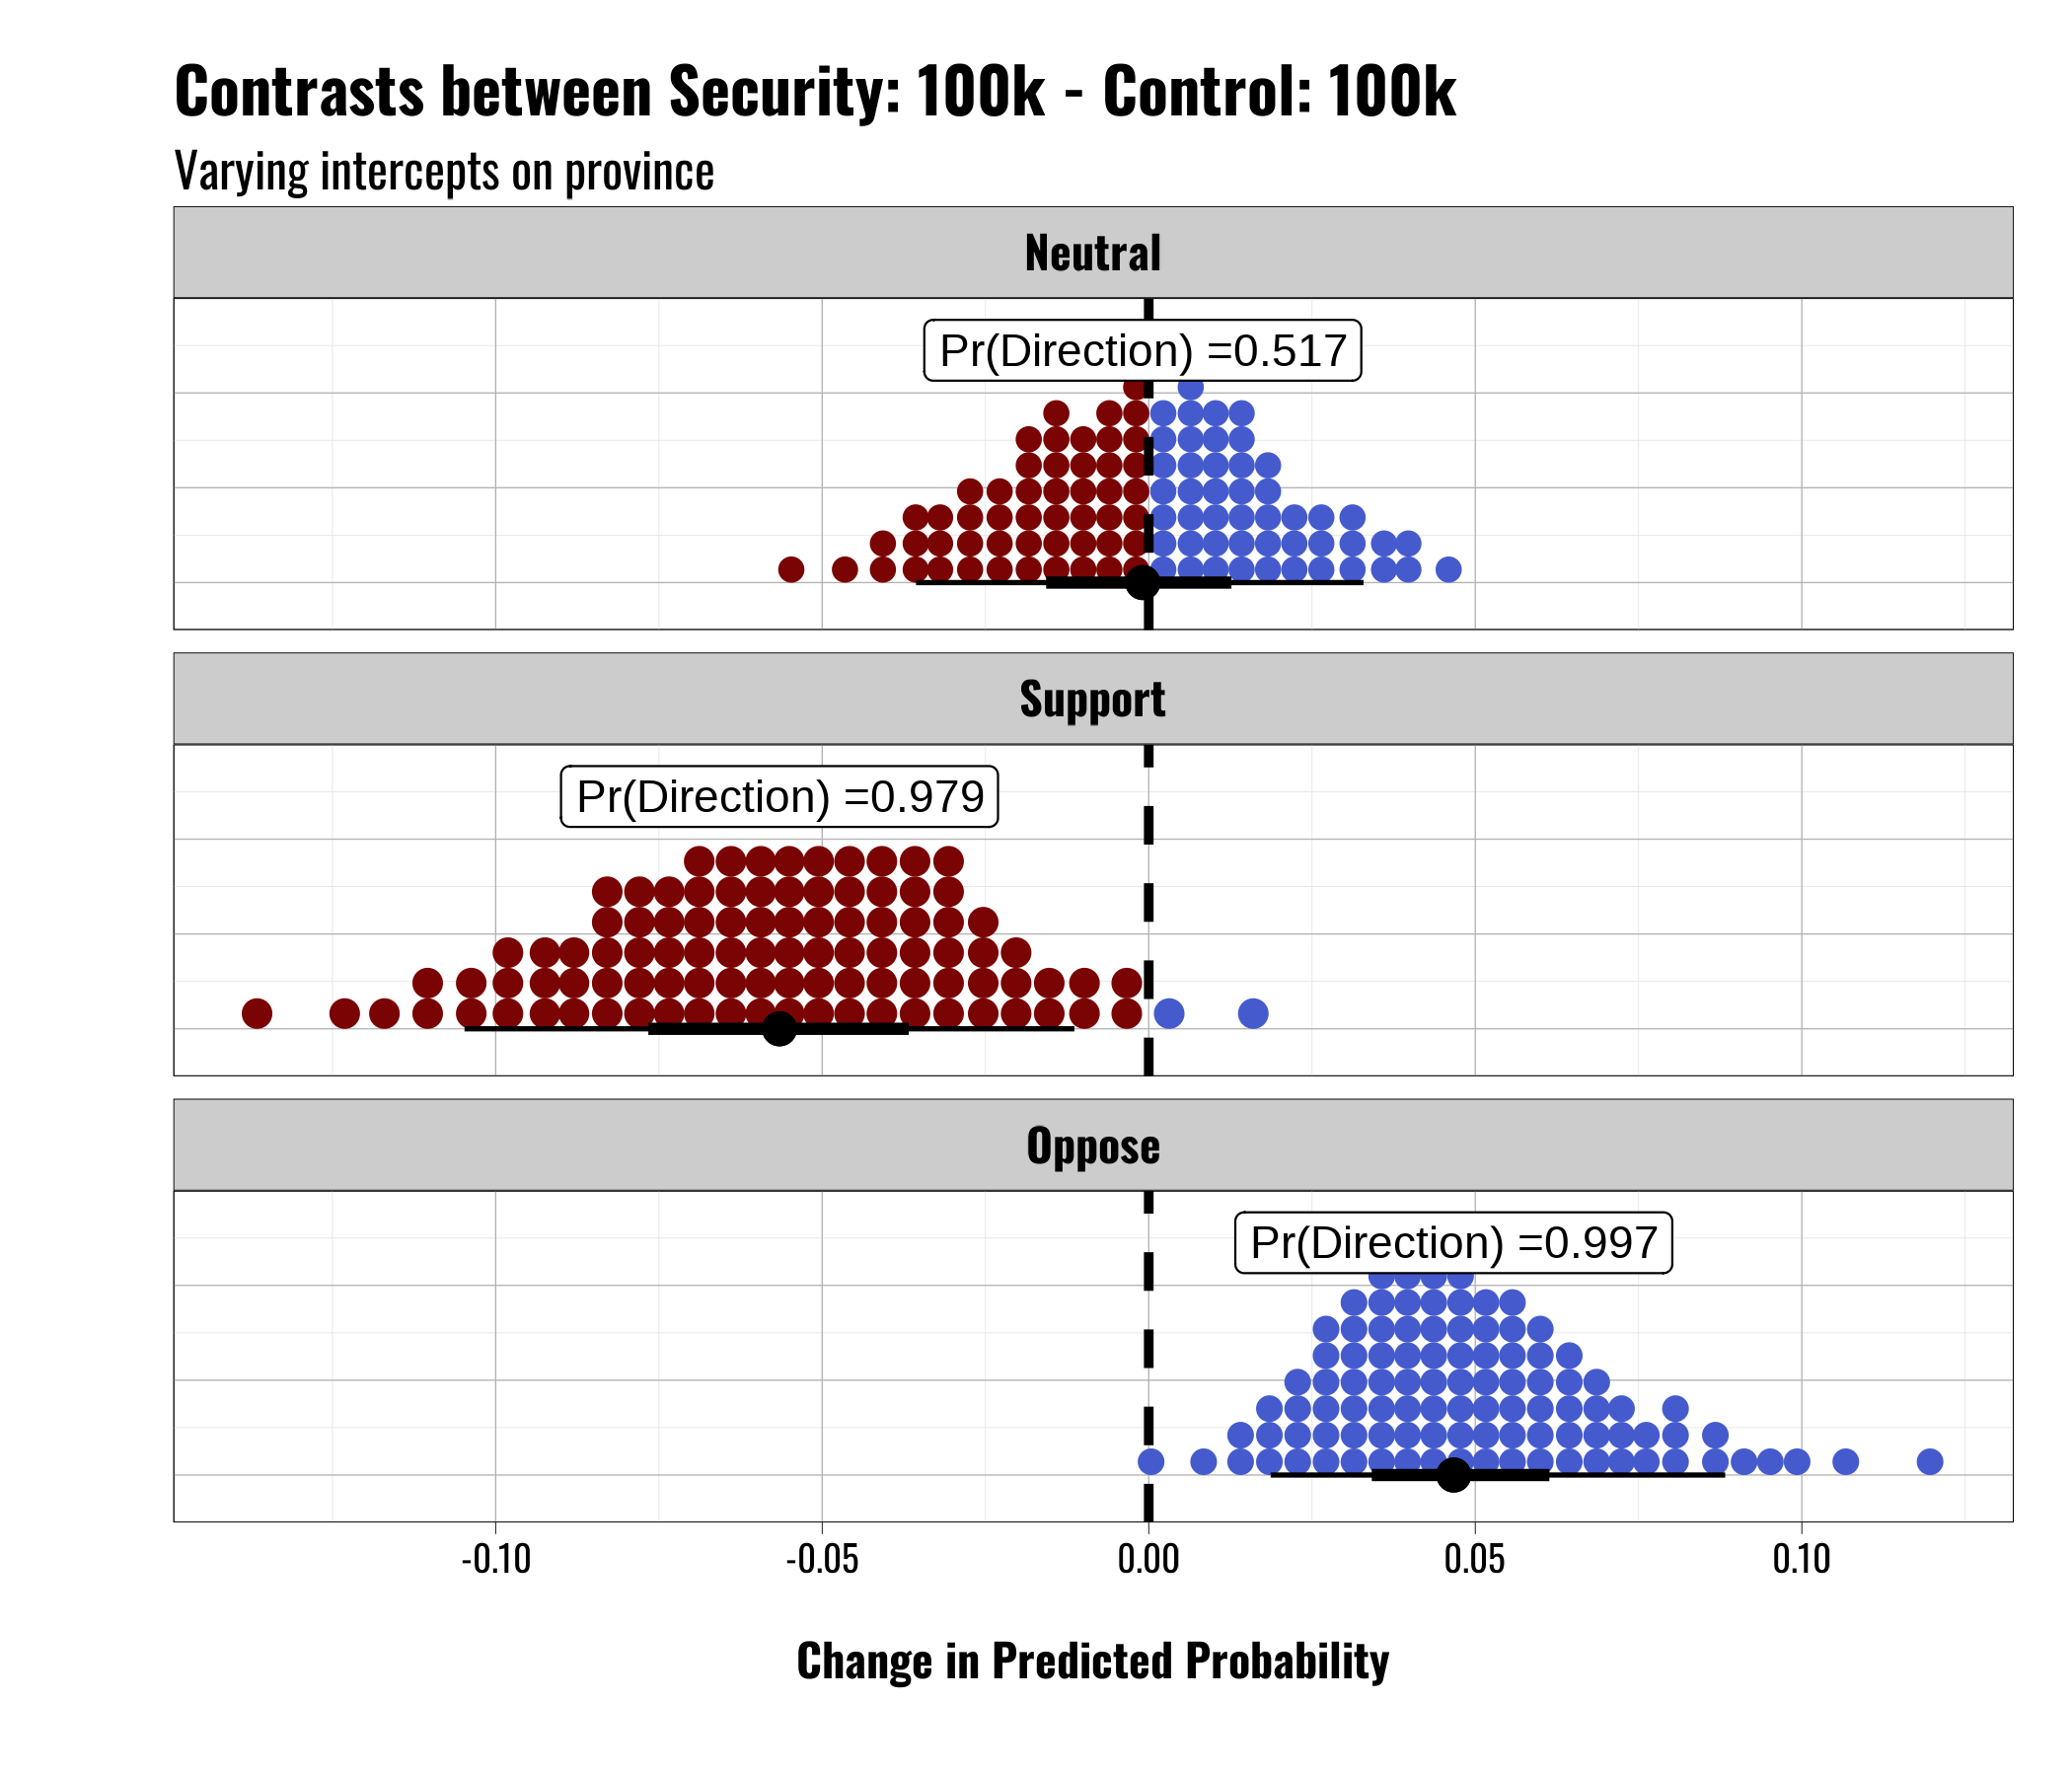 Contrasts between Security: 100k - Control: 100k
Varying intercepts on province
Neutral
Pr(Direction) =0.517
Support
Pr(Direction) =0.979
Oppose
Pr(Direction) =0.997
-0.10 -0.05 0.00 0.05 0.10
Change in Predicted Probability